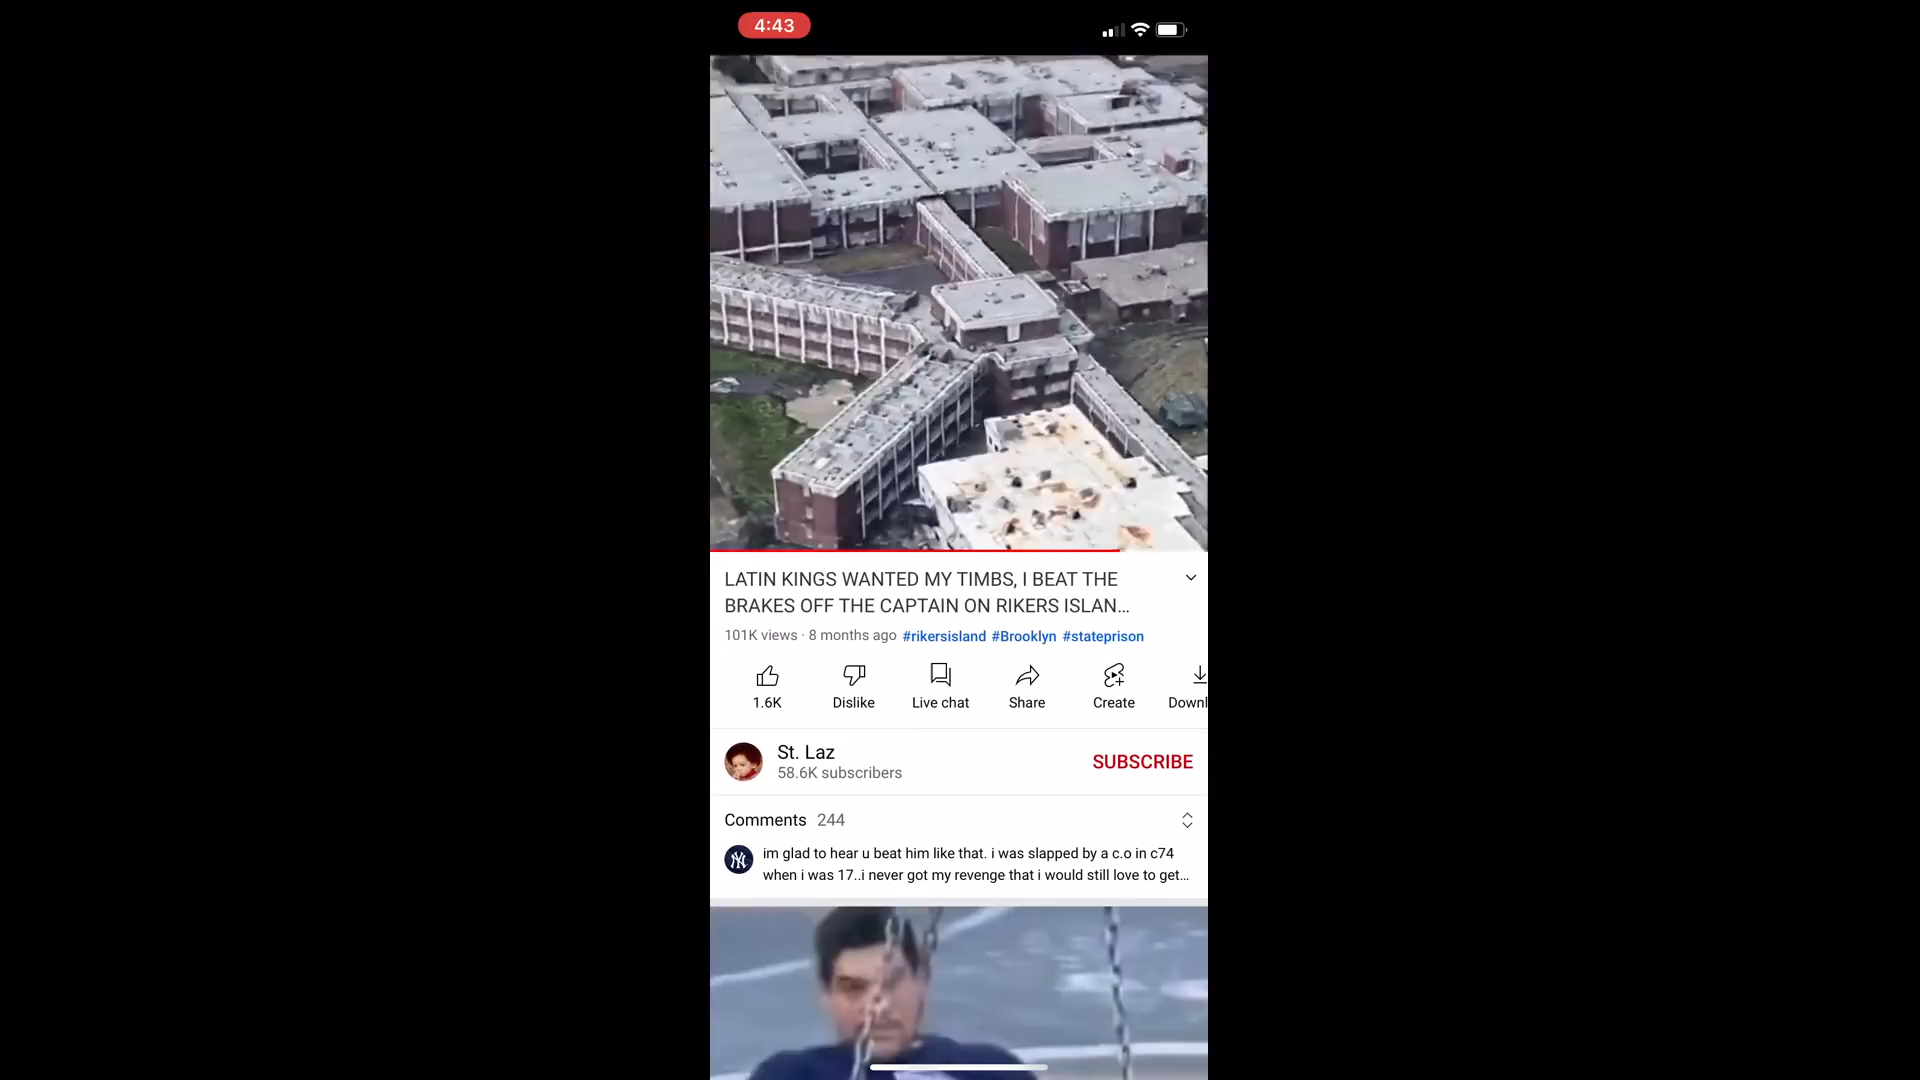 4:43
LATIN KINGS WANTED MY TIMBS, I BEAT THE
BRAKES OFF THE CAPTAIN ON RIKERS ISLAN…
101K views · 8 months ago #rikersisland #Brooklyn #stateprison
1.6K Dislike Live chat Share Create Downl
St. Laz
58.6K subscribers
SUBSCRIBE
Comments 244
NY
im glad to hear u beat him like that. i was slapped by a c.o in c74
when i was 17..i never got my revenge that i would still love to get…